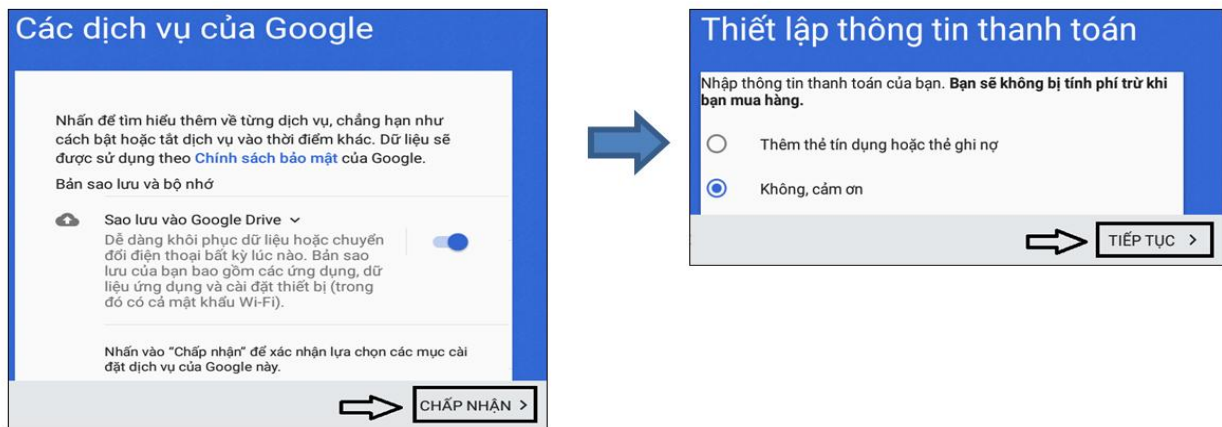 Các dịch vụ của Google
Nhấn để tìm hiểu thêm về từng dịch vụ, chẳng hạn như
cách bật hoặc tắt dịch vụ vào thời điểm khác. Dữ liệu sẽ
được sử dụng theo Chính sách bảo mật của Google.
Bản sao lưu và bộ nhớ
Sao lưu vào Google Drive
Dễ dàng khôi phục dữ liệu hoặc chuyển
đổi điện thoại bất kỳ lúc nào. Bản sao
lưu của bạn bao gồm các ứng dụng, dữ
liệu ứng dụng và cài đặt thiết bị (trong
đó có cả mật khẩu Wi-Fi).
Nhấn vào "Chấp nhận" để xác nhận lựa chọn các mục cài
đặt dịch vụ của Google này.
CHẤP NHẬN >
Thiết lập thông tin thanh toán
Nhập thông tin thanh toán của bạn. Bạn sẽ không bị tính phí trừ khi
bạn mua hàng.
Thêm thẻ tín dụng hoặc thẻ ghi nợ
Không, cảm ơn
TIẾP TỤC >